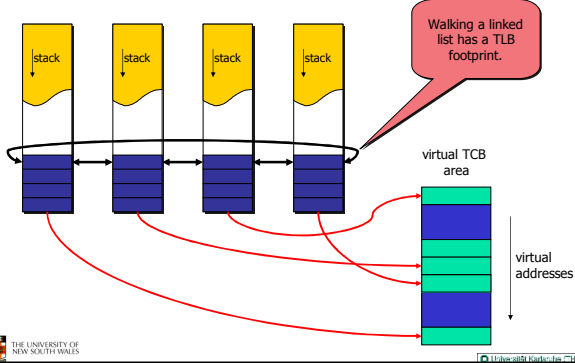 Walking a linked
list has a TLB
footprint.
stack
stack
stack
stack
virtual TCB
area
virtual
addresses
THE UNIVERSITY OF
NEW SOUTH WALES
Universität Karlsruhe